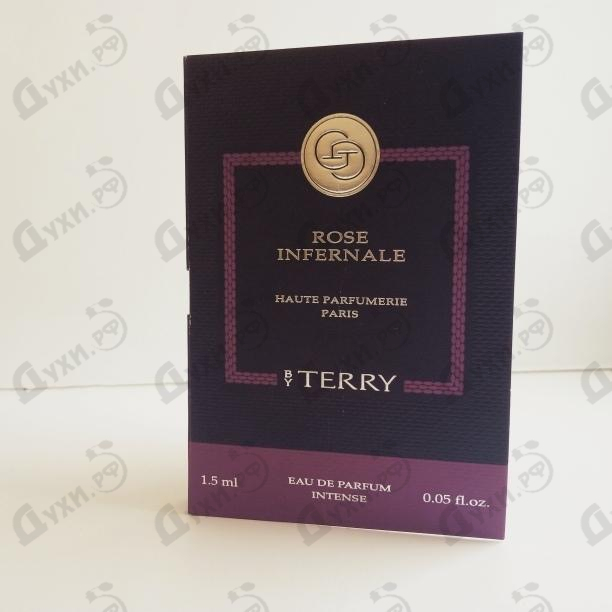 ROSE
INFERNALE
HAUTE PARFUMERIE
PARIS
BY TERRY
1.5 ml
EAU DE PARFUM
INTENSE
0.05 fl.oz.
Духи.рф